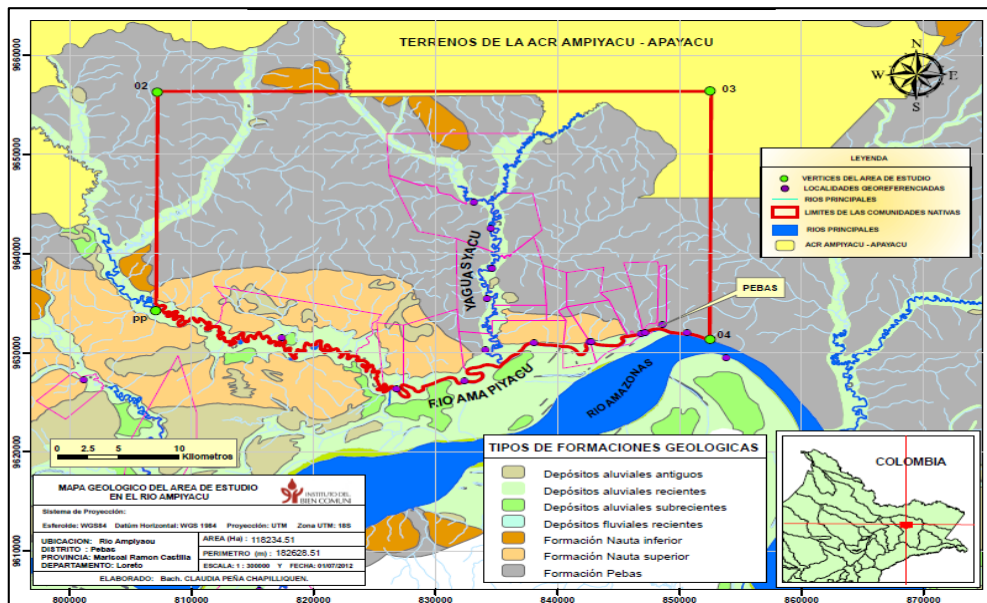 TERRENOS DE LA ACR AMPIYACU - APAYACU
N
W E
S
02
03
LEYENDA
VERTICES DEL AREA DE ESTUDIO
LOCALIDADES GEOREFERENCIADAS
RIOS PRINCIPALES
LIMITES DE LAS COMUNIDADES NATIVAS
RIOS PRINCIPALES
ACR AMPIYACU - APAYACU
YAGUASYACU
PEBAS
PP
04
RIO AMAPIYACU
RIO AMAZONAS
0 2.5 5 10
Kilometros
TIPOS DE FORMACIONES GEOLOGICAS
Depósitos aluviales antiguos
Depósitos aluviales recientes
Depósitos aluviales subrecientes
Depósitos fluviales recientes
Formación Nauta inferior
Formación Nauta superior
Formación Pebas
COLOMBIA
MAPA GEOLOGICO DEL AREA DE ESTUDIO
EN EL RIO AMPIYACU
INSTITUTO DEL
BIEN COMUN
Sistema de Proyección:
Esferoide: WGS84 Datúm Horizontal: WGS 1984 Proyección: UTM Zona UTM: 18S
UBICACION: Rio Ampiyaou
DISTRITO : Pebas
PROVINCIA: Marisoal Ramon Castilla
DEPARTAMENTO: Loreto
AREA (Ha) : 118234.51
PERIMETRO (m) : 182628.51
ESCALA: 1 : 300000 Y FECHA: 01/07/2012
ELABORADO: Bach. CLAUDIA PEÑA CHAPILLIQUEN.
9660000
9650000
9640000
9630000
9620000
9610000
800000 810000 820000 830000 840000 850000 860000 870000